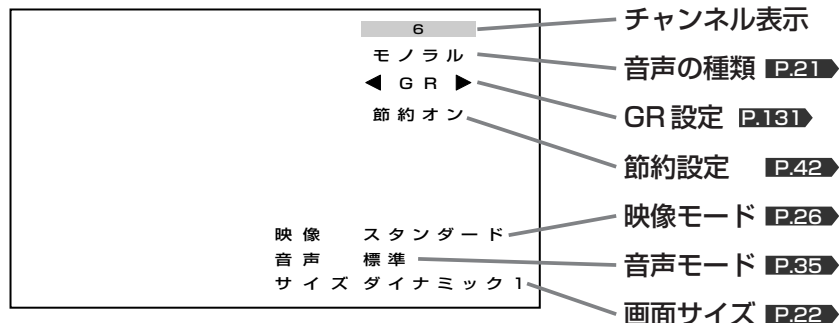 6
モノラル
◀ GR ▶
節約オン
映像 スタンダード
音声 標準
サイズ ダイナミック1
チャンネル表示
音声の種類 P.21
GR設定 P.131
節約設定 P.42
映像モード P.26
音声モード P.35
画面サイズ P.22